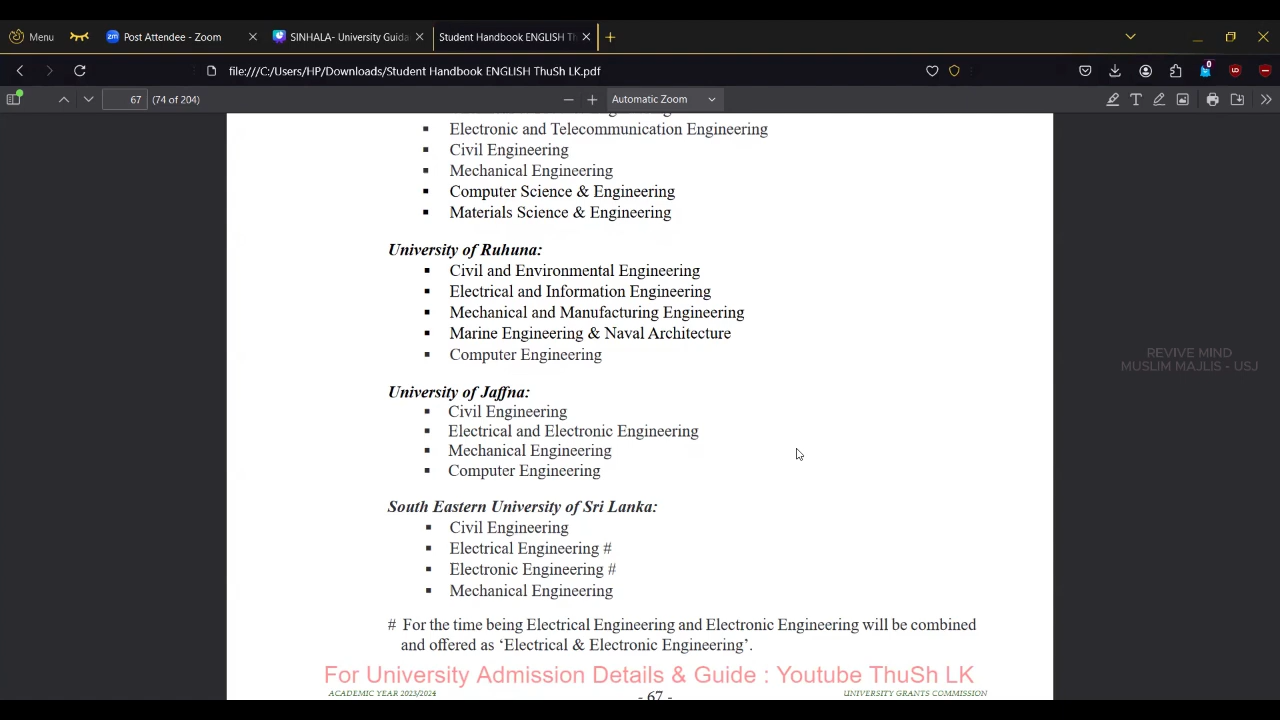 Menu
Post Attendee - Zoom
SINHALA- University Guida
Student Handbook ENGLISH Th
file:///C:/Users/HP/Downloads/Student Handbook ENGLISH ThuSh LK.pdf
0
67
(74 of 204)
Automatic Zoom
Electronic and Telecommunication Engineering
Civil Engineering
Mechanical Engineering
Computer Science & Engineering
Materials Science & Engineering
University of Ruhuna:
Civil and Environmental Engineering
Electrical and Information Engineering
Mechanical and Manufacturing Engineering
Marine Engineering & Naval Architecture
Computer Engineering
REVIVE MIND
MUSLIM MAJLIS - USJ
University of Jaffna:
Civil Engineering
Electrical and Electronic Engineering
Mechanical Engineering
Computer Engineering
South Eastern University of Sri Lanka:
Civil Engineering
Electrical Engineering #
Electronic Engineering #
Mechanical Engineering
# For the time being Electrical Engineering and Electronic Engineering will be combined
and offered as ‘Electrical & Electronic Engineering’.
For University Admission Details & Guide : Youtube ThuSh LK
ACADEMIC YEAR 2023/2024
- 67 -
UNIVERSITY GRANTS COMMISSION